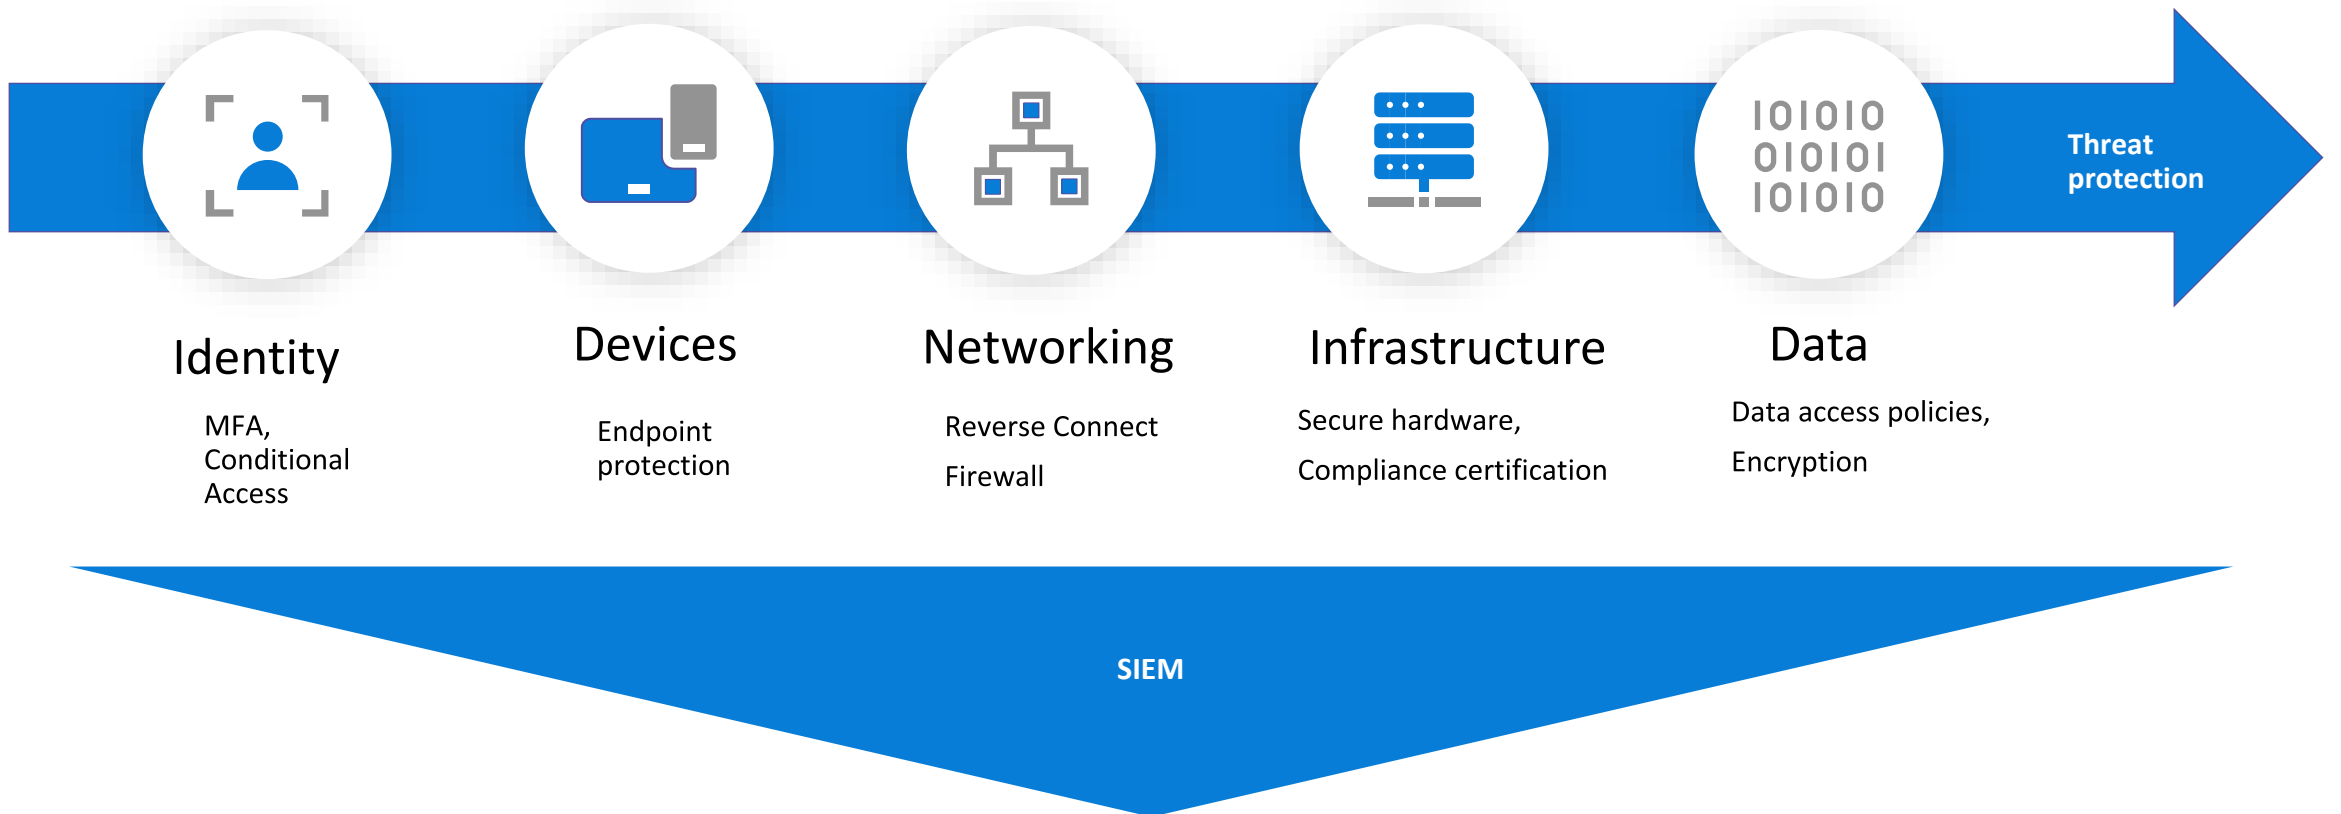 Threat
protection
Identity
MFA,
Conditional
Access
Devices
Endpoint
protection
Networking
Reverse Connect
Firewall
Infrastructure
Secure hardware,
Compliance certification
Data
Data access policies,
Encryption
SIEM